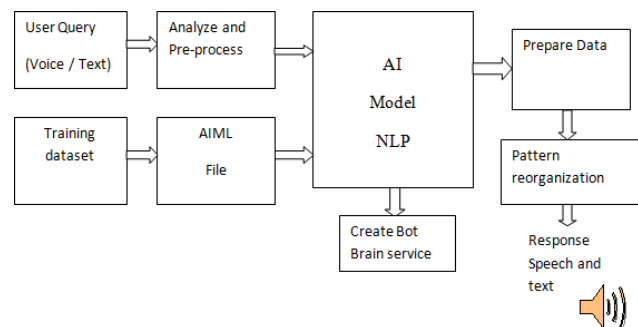 User Query
(Voice / Text)
Analyze and
Pre-process
AI
Model
NLP
Prepare Data
Training
dataset
AIML
File
Pattern
reorganization
Create Bot
Brain service
Response
Speech and
text